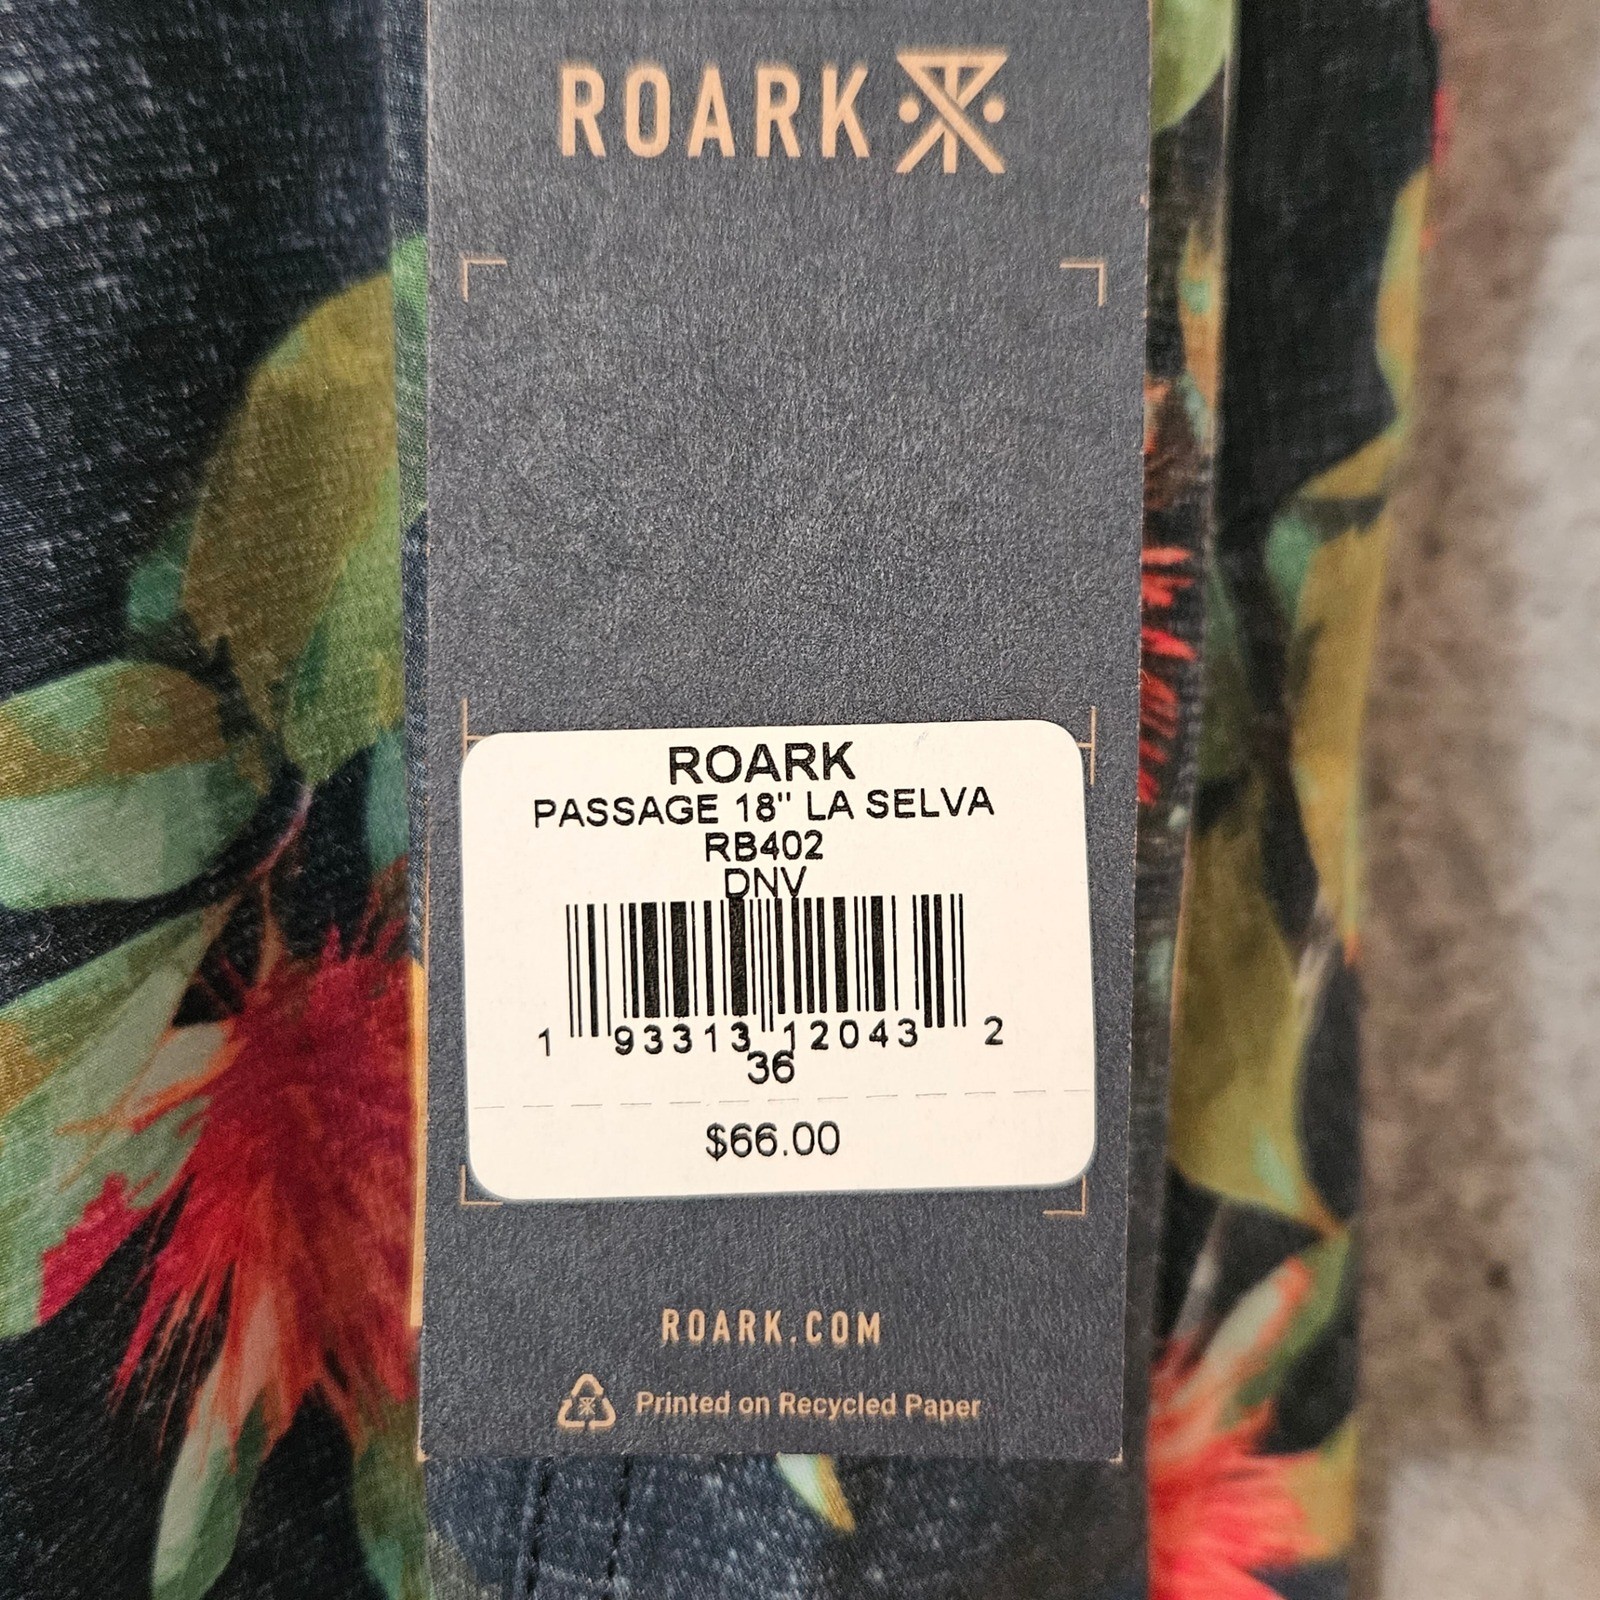 ROARK
ROARK
PASSAGE 18" LA SELVA
RB402
DNV
1 93313 12043 2
36
$66.00
ROARK.COM
Printed on Recycled Paper